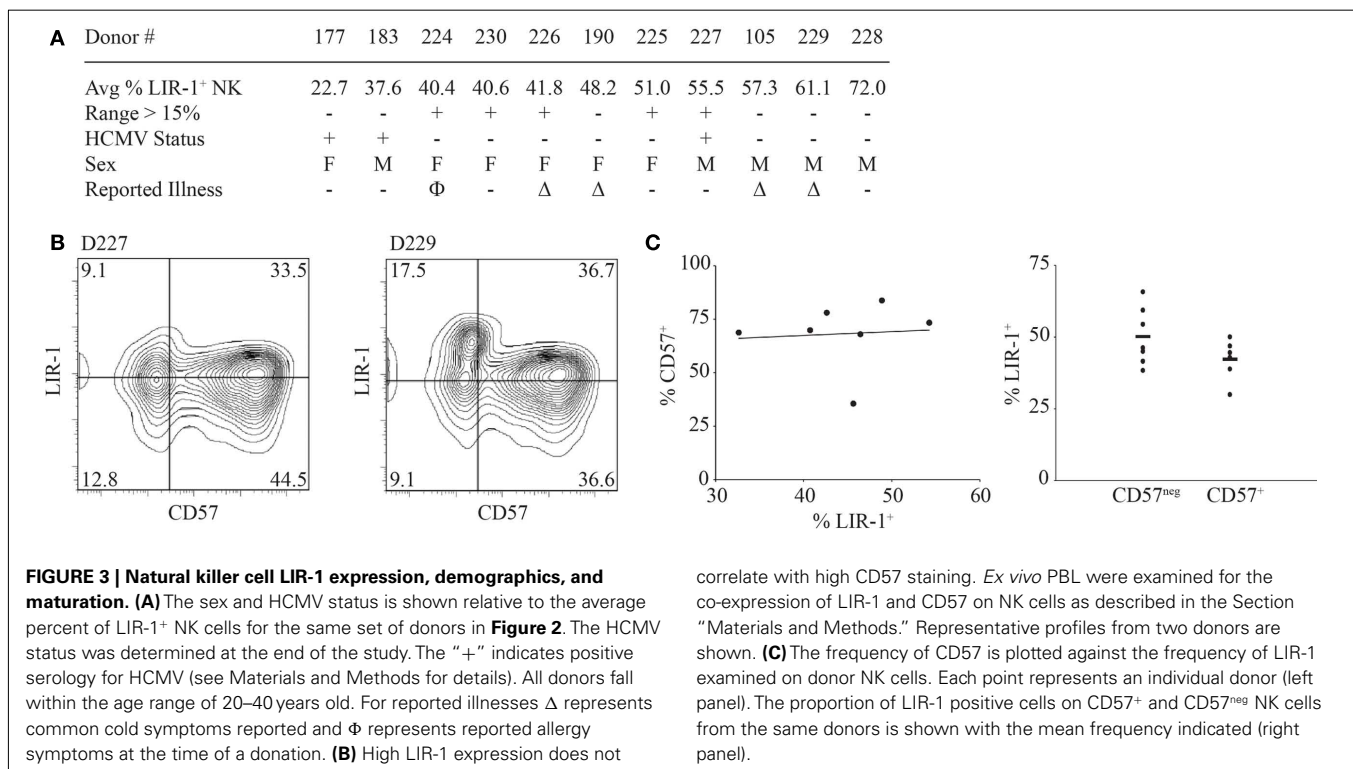 A Donor # 177 183 224 230 226 190 225 227 105 229 228
Avg % LIR-1⁺ NK 22.7 37.6 40.4 40.6 41.8 48.2 51.0 55.5 57.3 61.1 72.0
Range > 15% - - + + + - + + - - -
HCMV Status + + - - - - - + - - -
Sex F M F F F F F M M M M
Reported Illness - - Φ - Δ Δ - - Δ Δ -
B D227
9.1 33.5
LIR-1
12.8 44.5
CD57
D229
17.5 36.7
LIR-1
9.1 36.6
CD57
C
100
75
50
25
0
% CD57⁺
30 40 50 60
% LIR-1⁺
75
50
25
0
% LIR-1⁺
CD57ⁿᵉᵍ CD57⁺
FIGURE 3 | Natural killer cell LIR-1 expression, demographics, and
maturation. (A) The sex and HCMV status is shown relative to the average
percent of LIR-1⁺ NK cells for the same set of donors in Figure 2. The HCMV
status was determined at the end of the study. The “+” indicates positive
serology for HCMV (see Materials and Methods for details). All donors fall
within the age range of 20–40 years old. For reported illnesses Δ represents
common cold symptoms reported and Φ represents reported allergy
symptoms at the time of a donation. (B) High LIR-1 expression does not
correlate with high CD57 staining. Ex vivo PBL were examined for the
co-expression of LIR-1 and CD57 on NK cells as described in the Section
“Materials and Methods.” Representative profiles from two donors are
shown. (C) The frequency of CD57 is plotted against the frequency of LIR-1
examined on donor NK cells. Each point represents an individual donor (left
panel). The proportion of LIR-1 positive cells on CD57⁺ and CD57ⁿᵉᵍ NK cells
from the same donors is shown with the mean frequency indicated (right
panel).